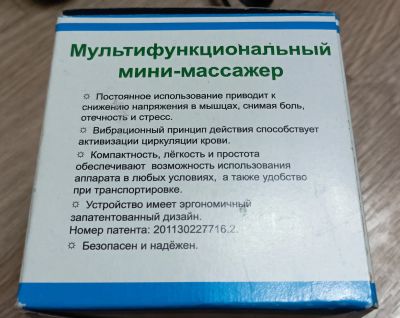 Мультифункциональный
мини-массажер
☼ Постоянное использование приводит к
снижению напряжения в мышцах, снимая боль,
отечность и стресс.
☼ Вибрационный принцип действия способствует
активизации циркуляции крови.
☼ Компактность, лёгкость и простота
обеспечивают возможность использования
аппарата в любых условиях, а также удобство
при транспортировке.
☼ Устройство имеет эргономичный
запатентованный дизайн.
Номер патента: 201130227716.2.
☼ Безопасен и надёжен.